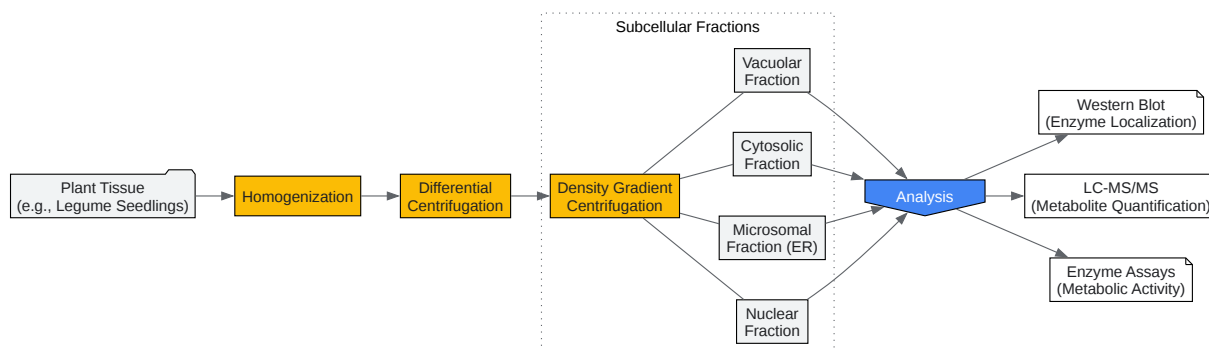 Subcellular Fractions
Plant Tissue
(e.g., Legume Seedlings)
Homogenization
Differential
Centrifugation
Density Gradient
Centrifugation
Vacuolar
Fraction
Cytosolic
Fraction
Microsomal
Fraction (ER)
Nuclear
Fraction
Analysis
Western Blot
(Enzyme Localization)
LC-MS/MS
(Metabolite Quantification)
Enzyme Assays
(Metabolic Activity)